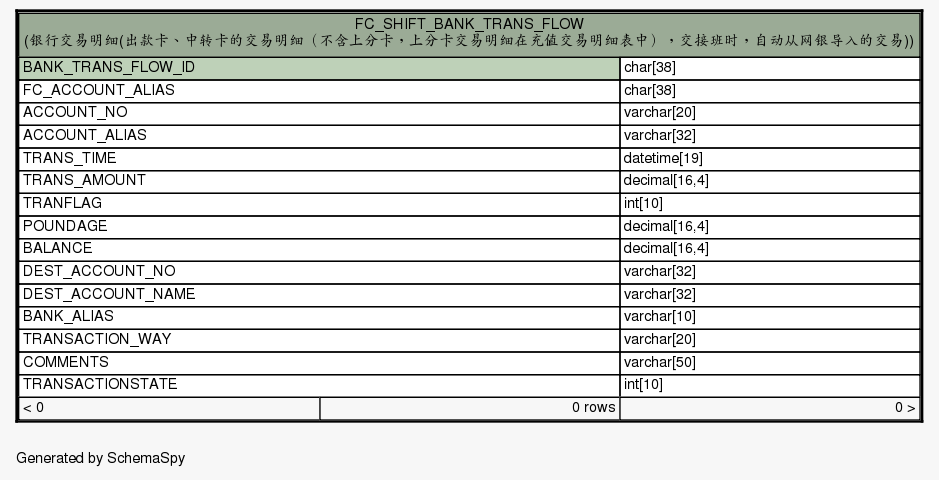 FC_SHIFT_BANK_TRANS_FLOW
(银行交易明细(出款卡、中转卡的交易明细（不含上分卡，上分卡交易明细在充值交易明细表中），交接班时，自动从网银导入的交易))
BANK_TRANS_FLOW_ID char[38]
FC_ACCOUNT_ALIAS char[38]
ACCOUNT_NO varchar[20]
ACCOUNT_ALIAS varchar[32]
TRANS_TIME datetime[19]
TRANS_AMOUNT decimal[16,4]
TRANFLAG int[10]
POUNDAGE decimal[16,4]
BALANCE decimal[16,4]
DEST_ACCOUNT_NO varchar[32]
DEST_ACCOUNT_NAME varchar[32]
BANK_ALIAS varchar[10]
TRANSACTION_WAY varchar[20]
COMMENTS varchar[50]
TRANSACTIONSTATE int[10]
< 0 0 rows 0 >
Generated by SchemaSpy